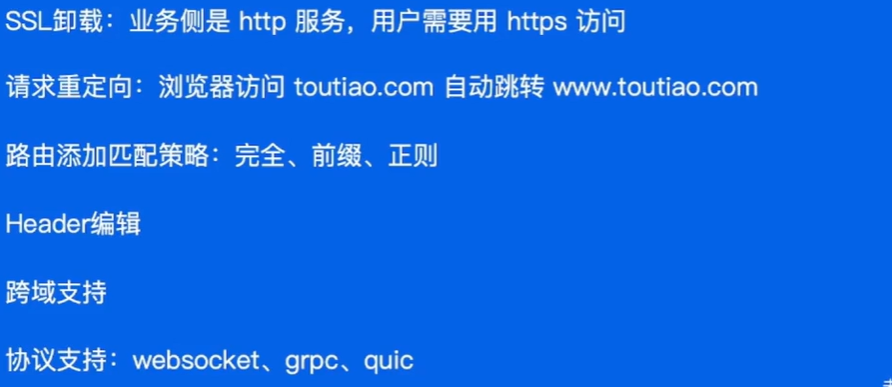 SSL卸载：业务侧是 http 服务，用户需要用 https 访问
请求重定向：浏览器访问 toutiao.com 自动跳转 www.toutiao.com
路由添加匹配策略：完全、前缀、正则
Header编辑
跨域支持
协议支持：websocket、grpc、quic